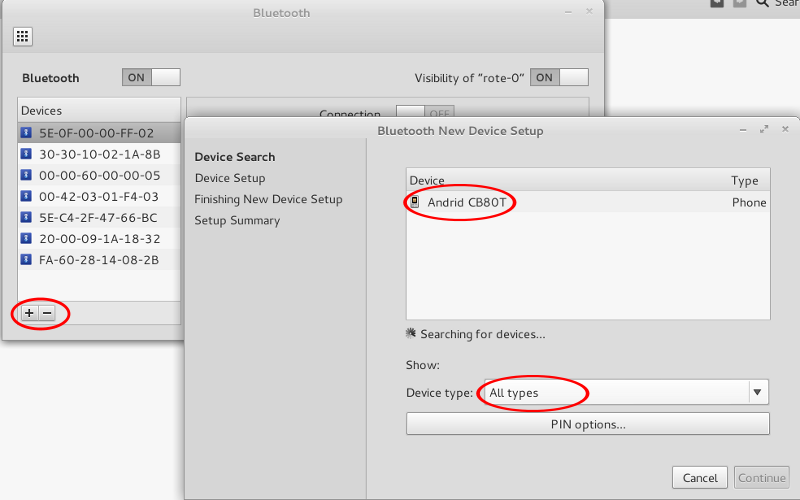 Bluetooth
Sear
Bluetooth ON
Visibility of “rote-0” ON
Devices
Connection OFF
5E-0F-00-00-FF-02
30-30-10-02-1A-8B
00-00-60-00-00-05
00-42-03-01-F4-03
5E-C4-2F-47-66-BC
20-00-09-1A-18-32
FA-60-28-14-08-2B
Bluetooth New Device Setup
Device Search
Device Setup
Finishing New Device Setup
Setup Summary
Device Type
Andrid CB80T Phone
Searching for devices...
Show:
Device type: All types
PIN options...
Cancel Continue